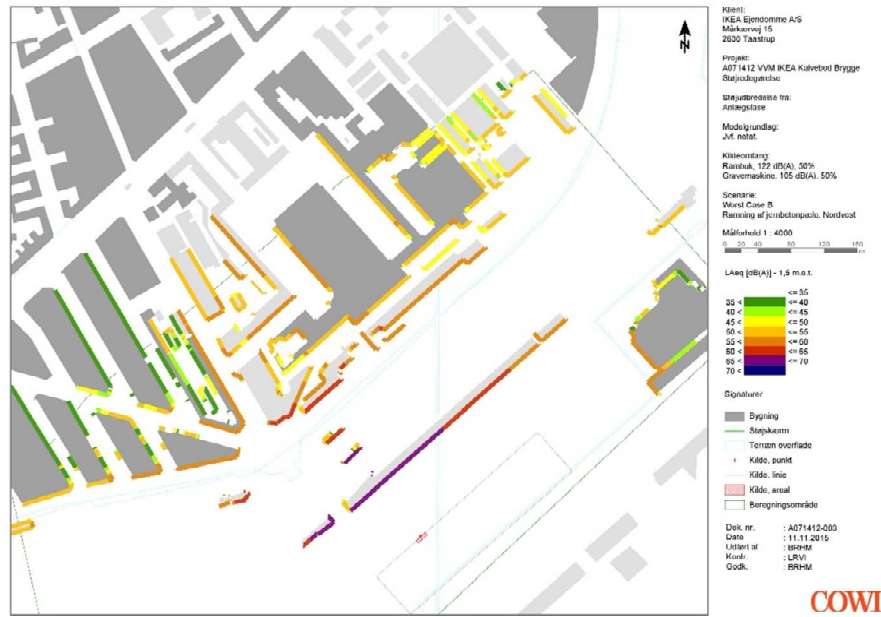 Klient:
IKEA Ejendomme A/S
Mårkærvej 15
2630 Taastrup
Projekt:
A071412 VVM IKEA Kalvebod Brygge
Støjredegørelse
Støjudbredelse fra:
Anlægsfase
Modelgrundlag:
Jvf. notat.
Kildeomfang:
Rambuk, 122 dB(A), 50%
Gravemaskine, 105 dB(A), 50%
Scenarie:
Worst Case B
Ramning af jernbetonpæle, Nordvest
Målforhold 1 : 4000
0 20 40 80 120 160
m
LAeq [dB(A)] - 1,5 m.o.t.
<= 35
35 < <= 40
40 < <= 45
45 < <= 50
50 < <= 55
55 < <= 60
60 < <= 65
65 < <= 70
70 <
Signaturer
Bygning
Støjskærm
Terræn overflade
Kilde, punkt
Kilde, linie
Kilde, areal
Beregningsområde
Dok. nr. : A071412-003
Dato : 11.11.2015
Udført af : BRHM
Kontr. : LRVI
Godk. : BRHM
COWI
N